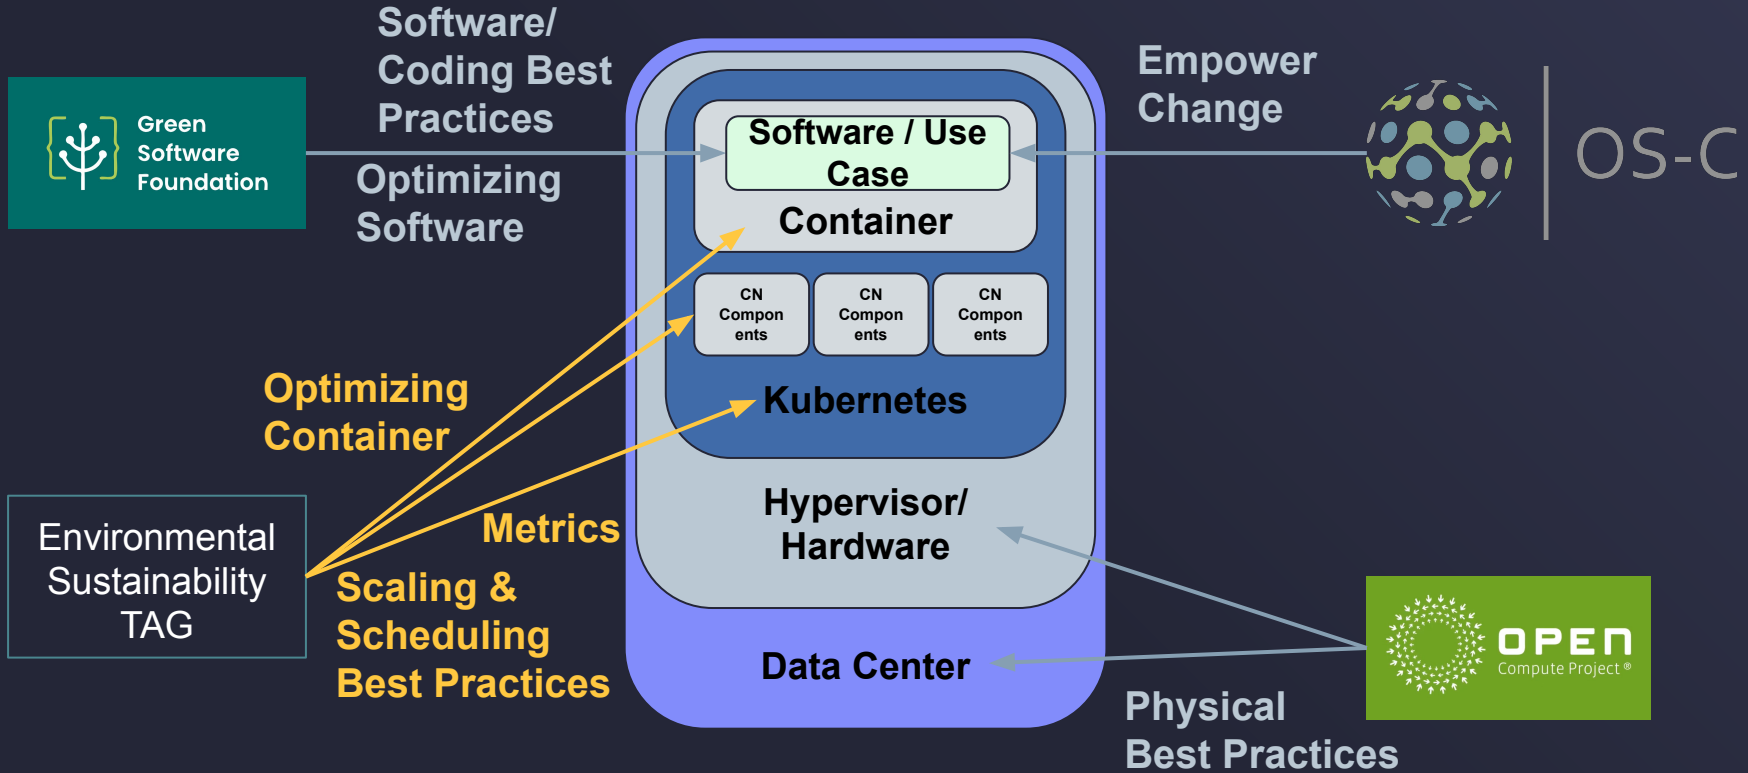 Software/
Coding Best
Practices
Green
Software
Foundation
Optimizing
Software
Software / Use
Case
Container
CN
Compon
ents
CN
Compon
ents
CN
Compon
ents
Kubernetes
Hypervisor/
Hardware
Data Center
Empower
Change
OS-C
Optimizing
Container
Metrics
Environmental
Sustainability
TAG
Scaling &
Scheduling
Best Practices
OPEN
Compute Project ®
Physical
Best Practices